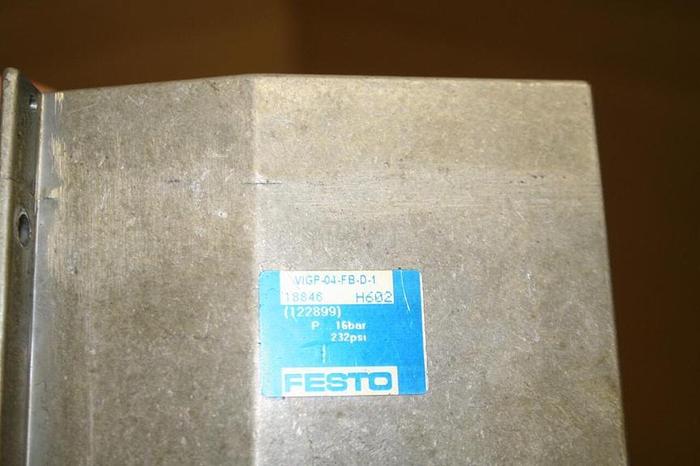 VIGP-04-FB-D-1
18846 H602
(122899)
P 16bar
232psi
FESTO